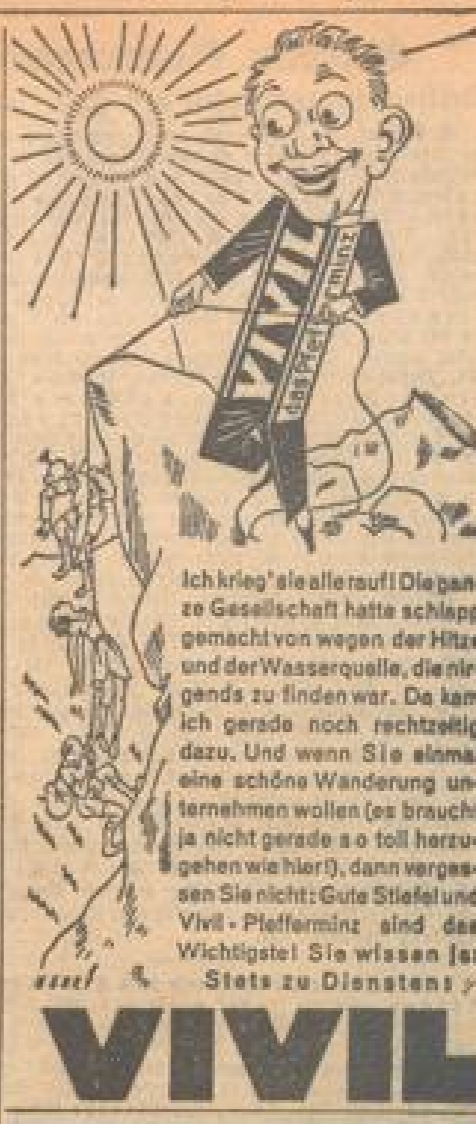 VIVIL
das Pfefferminz
Ich krieg' sie alle rauf! Die gan-
ze Gesellschaft hatte schlapp
gemacht von wegen der Hitze
und der Wasserquelle, die nir-
gends zu finden war. Da kam
ich gerade noch rechtzeitig
dazu. Und wenn Sie einmal
eine schöne Wanderung un-
ternehmen wollen (es braucht
ja nicht gerade so toll herzu-
gehen wie hier!), dann verges-
sen Sie nicht: Gute Stiefel und
Vivil-Pfefferminz sind das
Wichtigste! Sie wissen ja:
Stets zu Diensten:
VIVIL